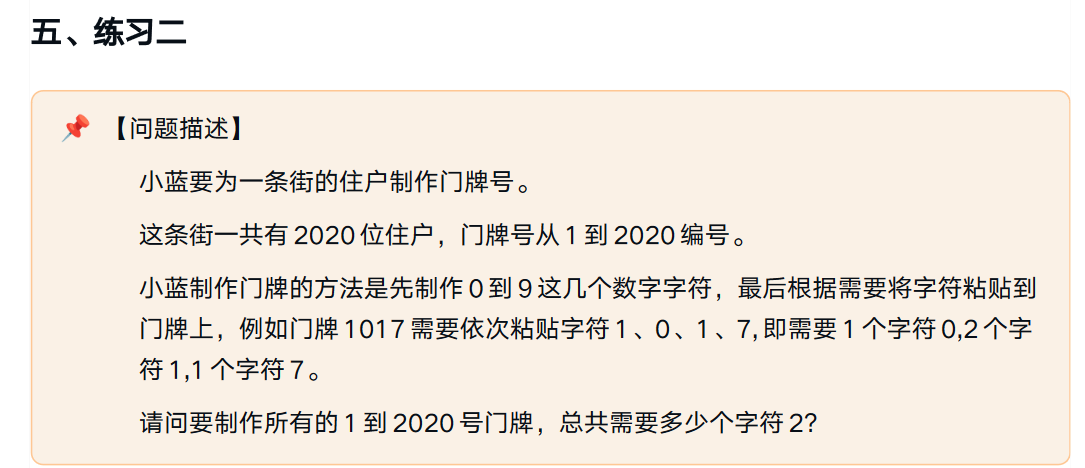 五、练习二
【问题描述】
小蓝要为一条街的住户制作门牌号。
这条街一共有 2020 位住户，门牌号从 1 到 2020 编号。
小蓝制作门牌的方法是先制作 0 到 9 这几个数字字符，最后根据需要将字符粘贴到
门牌上，例如门牌 1017 需要依次粘贴字符 1、0、1、7, 即需要 1 个字符 0,2 个字
符 1,1 个字符 7。
请问要制作所有的 1 到 2020 号门牌，总共需要多少个字符 2?